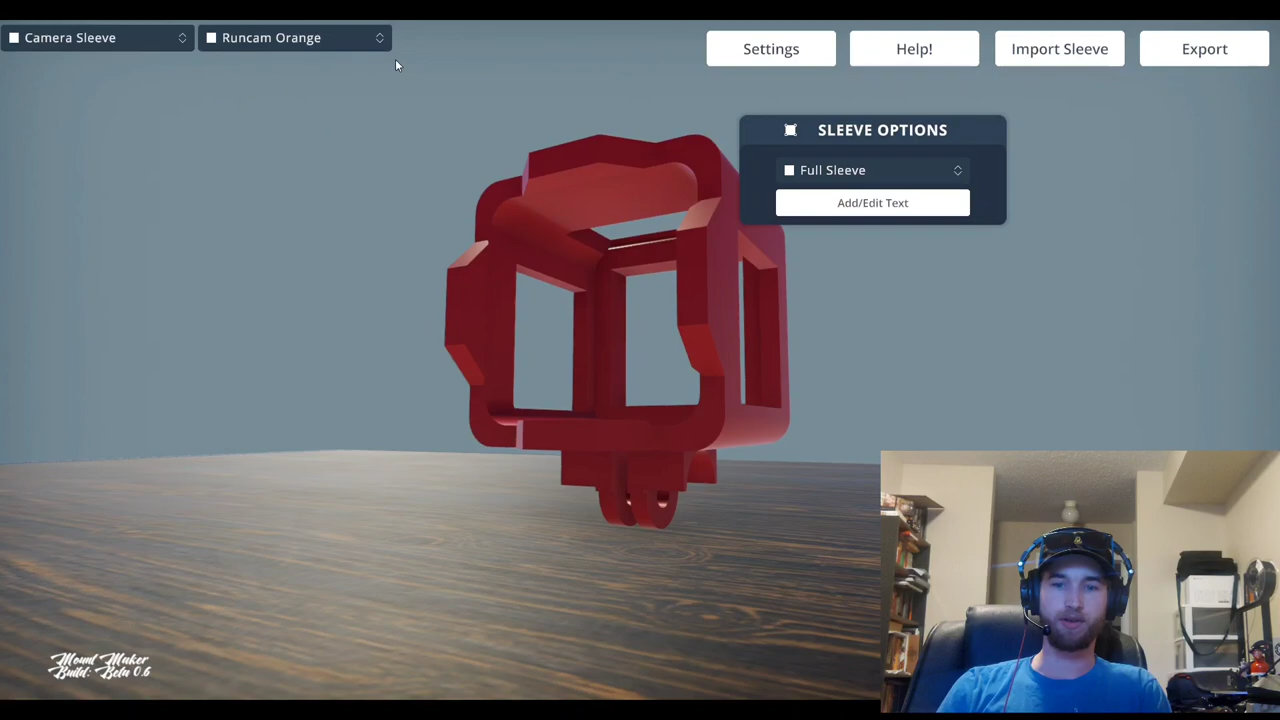 Camera Sleeve
Runcam Orange
Settings
Help!
Import Sleeve
Export
SLEEVE OPTIONS
Full Sleeve
Add/Edit Text
Mount Maker
Build: Beta 0.6